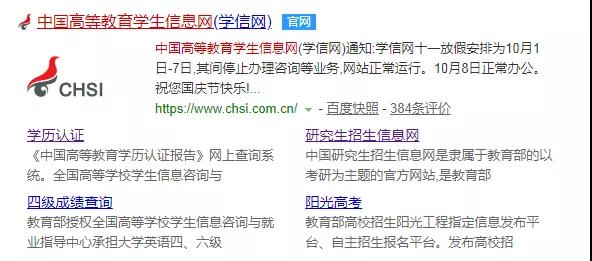 中国高等教育学生信息网(学信网) 官网
中国高等教育学生信息网(学信网)通知:学信网十一放假安排为10月1
日-7日,其间停止办理咨询等业务,网站正常运行。10月8日正常办公。
祝您国庆节快乐!...
CHSI
https://www.chsi.com.cn/ - 百度快照 - 384条评价
学历认证
《中国高等教育学历认证报告》网上查询系
统。全国高等学校学生信息咨询与
研究生招生信息网
中国研究生招生信息网是隶属于教育部的以
考研为主题的官方网站,是教育部
四级成绩查询
教育部授权全国高等学校学生信息咨询与就
业指导中心承担大学英语四、六级
阳光高考
教育部高校招生阳光工程指定信息发布平
台、自主招生报名平台。发布高校招